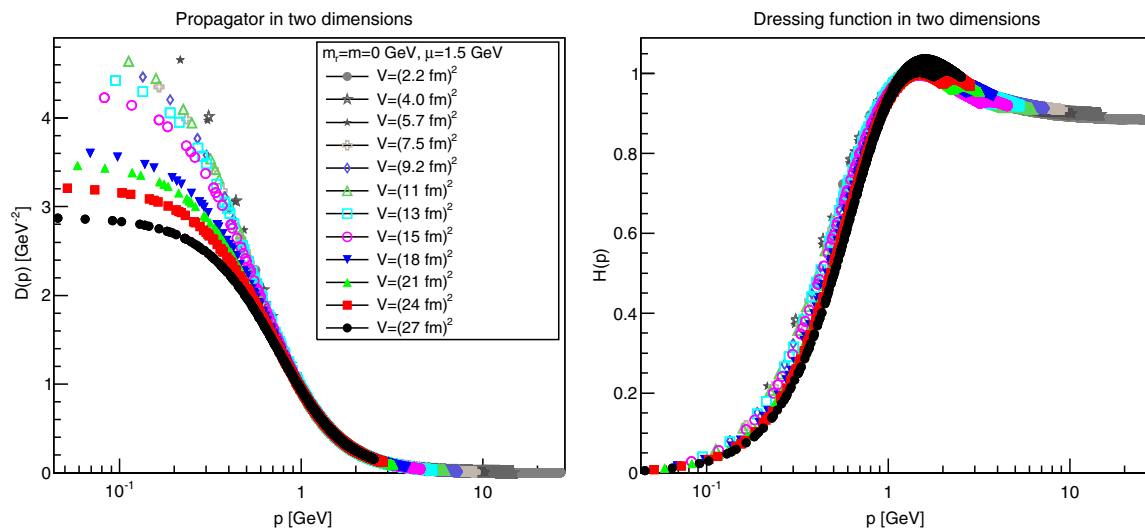 Propagator in two dimensions
D(p) [GeV⁻²]
4
3
2
1
0
mᵣ=m=0 GeV, μ=1.5 GeV
V=(2.2 fm)²
V=(4.0 fm)²
V=(5.7 fm)²
V=(7.5 fm)²
V=(9.2 fm)²
V=(11 fm)²
V=(13 fm)²
V=(15 fm)²
V=(18 fm)²
V=(21 fm)²
V=(24 fm)²
V=(27 fm)²
10⁻¹ 1 10
p [GeV]
Dressing function in two dimensions
H(p)
1
0.8
0.6
0.4
0.2
0
10⁻¹ 1 10
p [GeV]